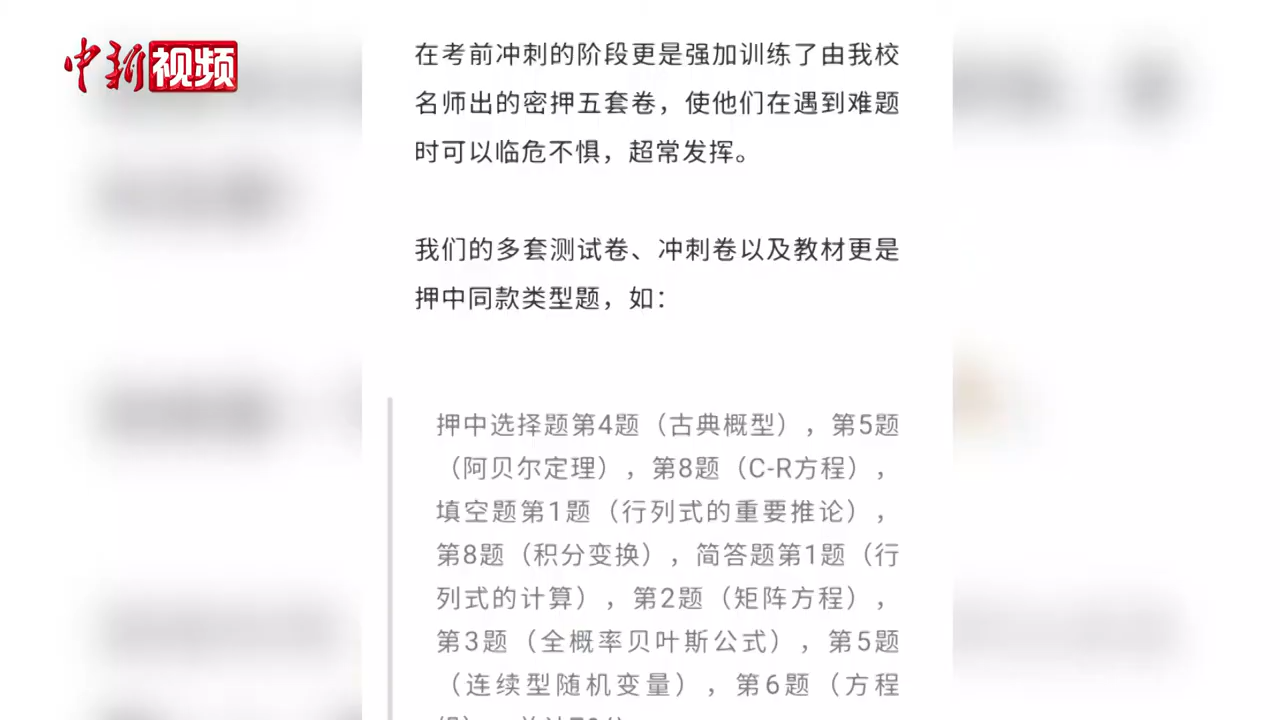 中新视频
在考前冲刺的阶段更是强加训练了由我校
名师出的密押五套卷，使他们在遇到难题
时可以临危不惧，超常发挥。
我们的多套测试卷、冲刺卷以及教材更是
押中同款类型题，如：
押中选择题第4题（古典概型），第5题
（阿贝尔定理），第8题（C-R方程），
填空题第1题（行列式的重要推论），
第8题（积分变换），简答题第1题（行
列式的计算），第2题（矩阵方程），
第3题（全概率贝叶斯公式），第5题
（连续型随机变量），第6题（方程